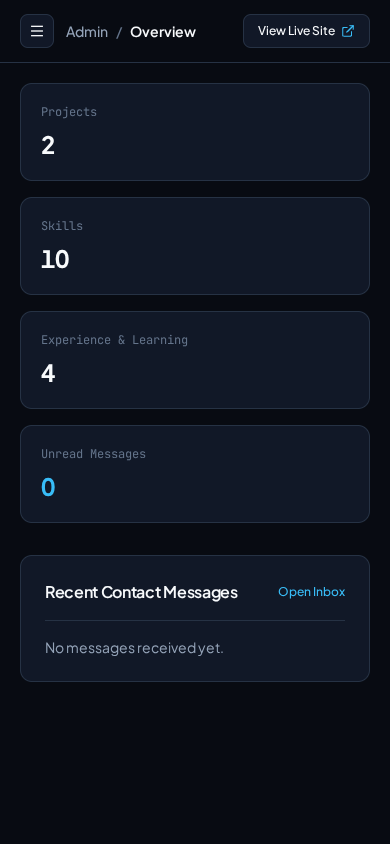 Admin / Overview View Live Site
Projects
2
Skills
10
Experience & Learning
4
Unread Messages
0
Recent Contact Messages Open Inbox
No messages received yet.